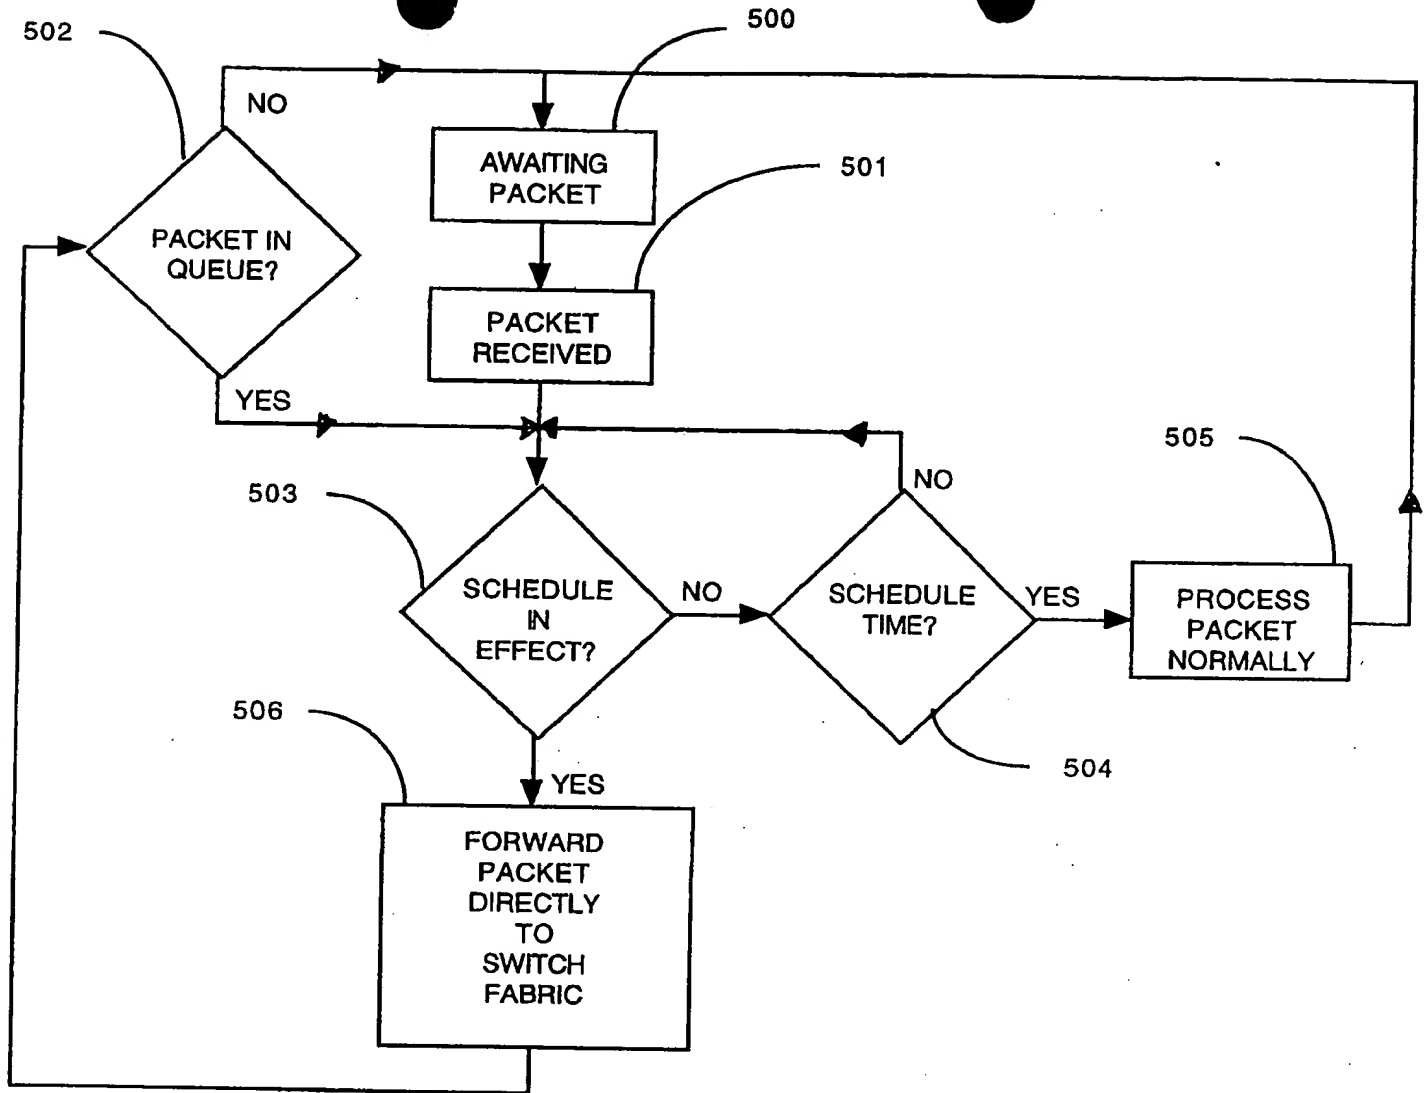 502
500
NO
AWAITING
PACKET
501
PACKET IN
QUEUE?
PACKET
RECEIVED
YES
505
503
NO
SCHEDULE
IN
EFFECT?
NO
SCHEDULE
TIME?
YES
PROCESS
PACKET
NORMALLY
506
504
YES
FORWARD
PACKET
DIRECTLY
TO
SWITCH
FABRIC